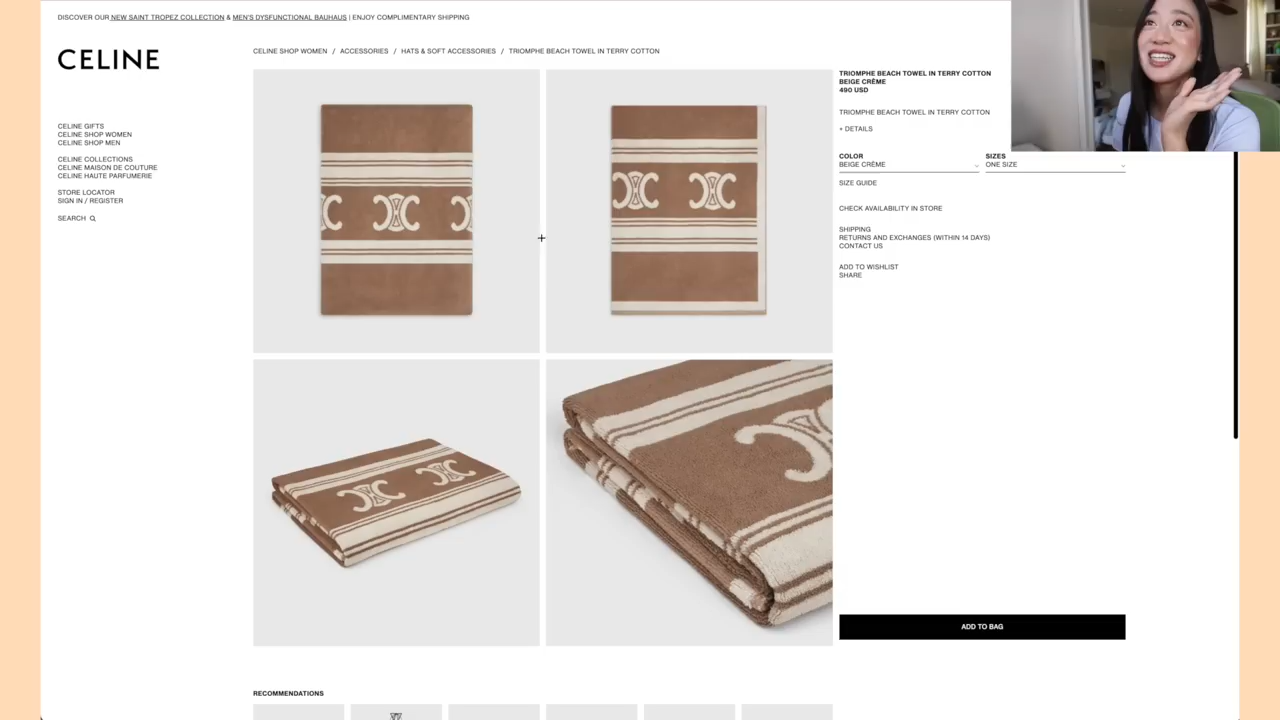 DISCOVER OUR NEW SAINT TROPEZ COLLECTION & MEN'S DYSFUNCTIONAL BAUHAUS | ENJOY COMPLIMENTARY SHIPPING
CELINE
CELINE GIFTS
CELINE SHOP WOMEN
CELINE SHOP MEN
CELINE COLLECTIONS
CELINE MAISON DE COUTURE
CELINE HAUTE PARFUMERIE
STORE LOCATOR
SIGN IN / REGISTER
SEARCH
CELINE SHOP WOMEN / ACCESSORIES / HATS & SOFT ACCESSORIES / TRIOMPHE BEACH TOWEL IN TERRY COTTON
TRIOMPHE BEACH TOWEL IN TERRY COTTON
BEIGE CRÈME
490 USD
TRIOMPHE BEACH TOWEL IN TERRY COTTON
+ DETAILS
COLOR
BEIGE CRÈME
SIZES
ONE SIZE
SIZE GUIDE
CHECK AVAILABILITY IN STORE
SHIPPING
RETURNS AND EXCHANGES (WITHIN 14 DAYS)
CONTACT US
ADD TO WISHLIST
SHARE
ADD TO BAG
RECOMMENDATIONS